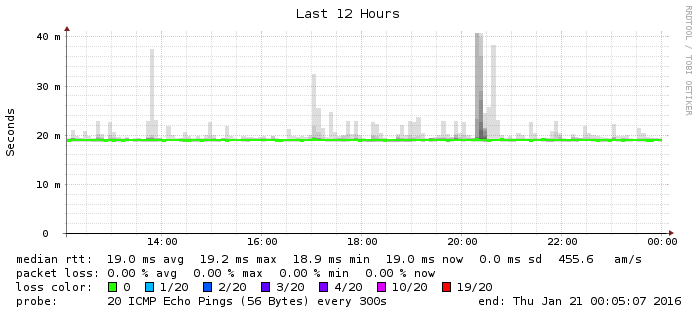 Last 12 Hours
RRDTOOL / TOBI OETIKER
Seconds
40 m
30 m
20 m
10 m
0
14:00 16:00 18:00 20:00 22:00 00:00
median rtt: 19.0 ms avg 19.2 ms max 18.9 ms min 19.0 ms now 0.0 ms sd 455.6 am/s
packet loss: 0.00 % avg 0.00 % max 0.00 % min 0.00 % now
loss color: 0 1/20 2/20 3/20 4/20 10/20 19/20
probe: 20 ICMP Echo Pings (56 Bytes) every 300s end: Thu Jan 21 00:05:07 2016